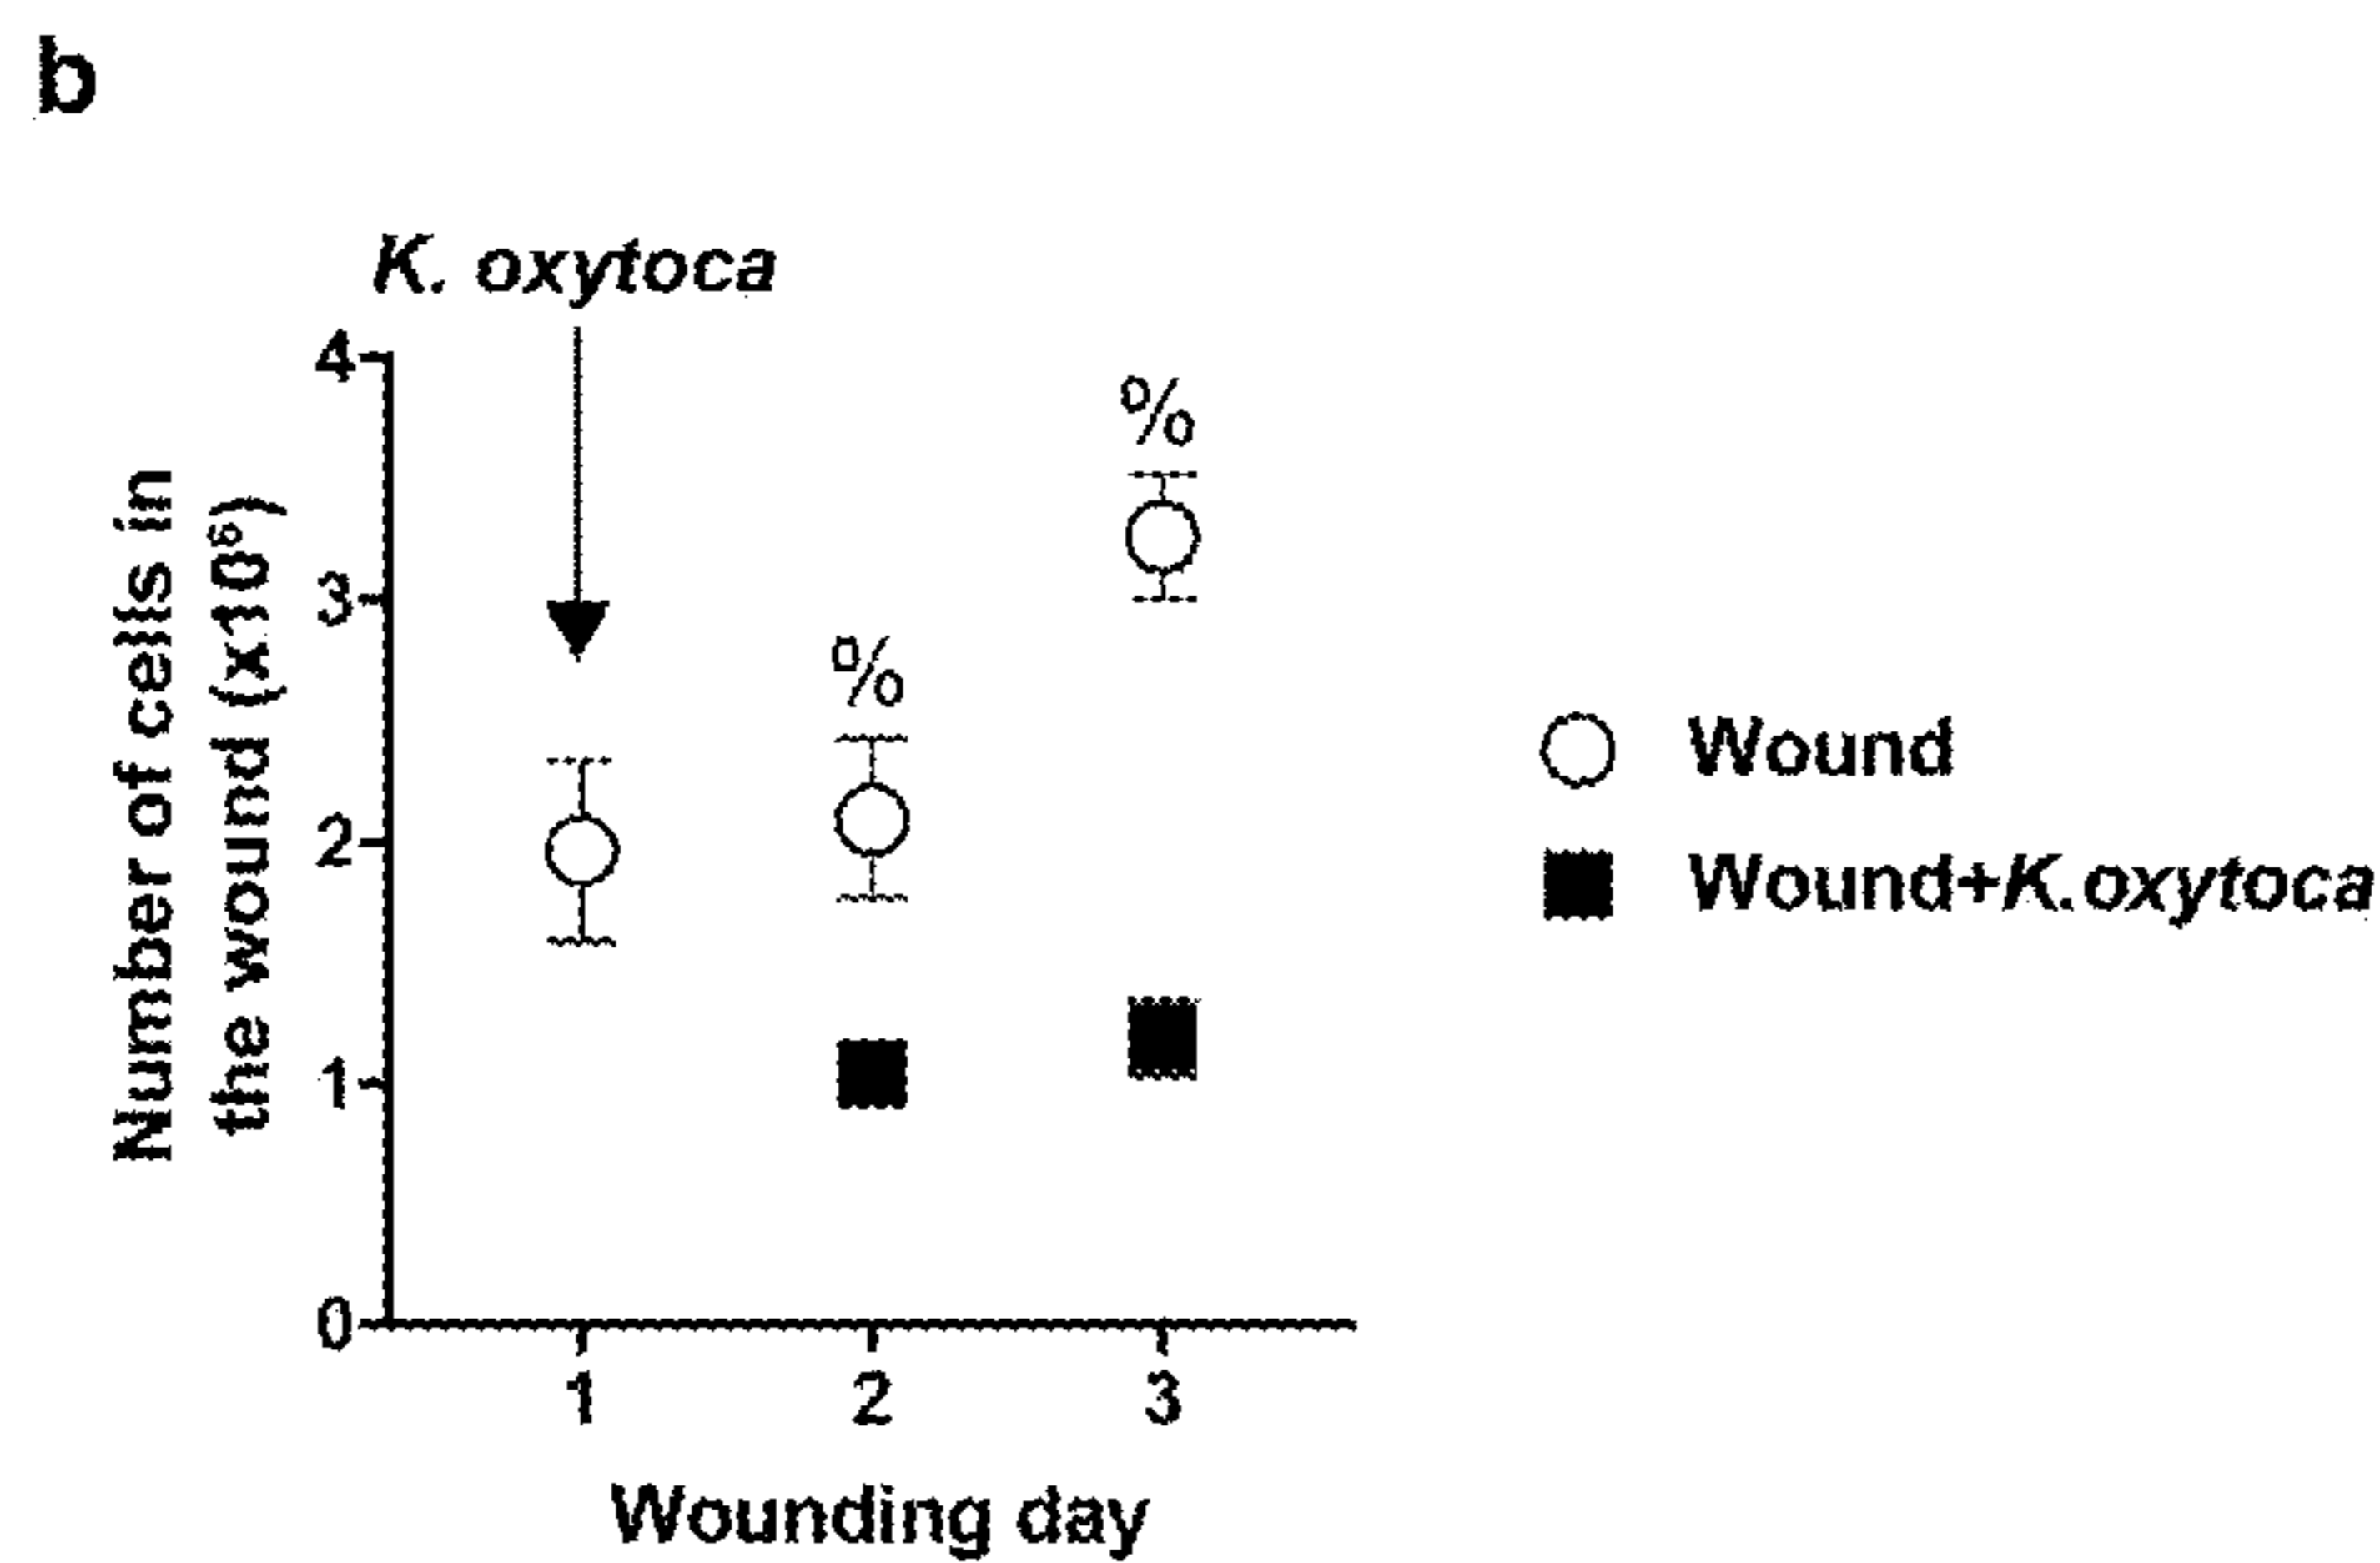 b
K. oxytoca
4
3
2
1
0
%
%
Number of cells in
the wound (x10⁶)
1
2
3
Wounding day
Wound
Wound+K.oxytoca